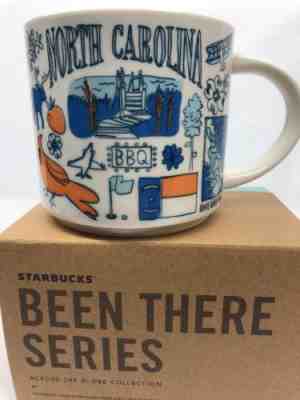 NORTH CAROLINA
BBQ
STARBUCKS
BEEN THERE
SERIES
ACROSS THE GLOBE COLLECTION